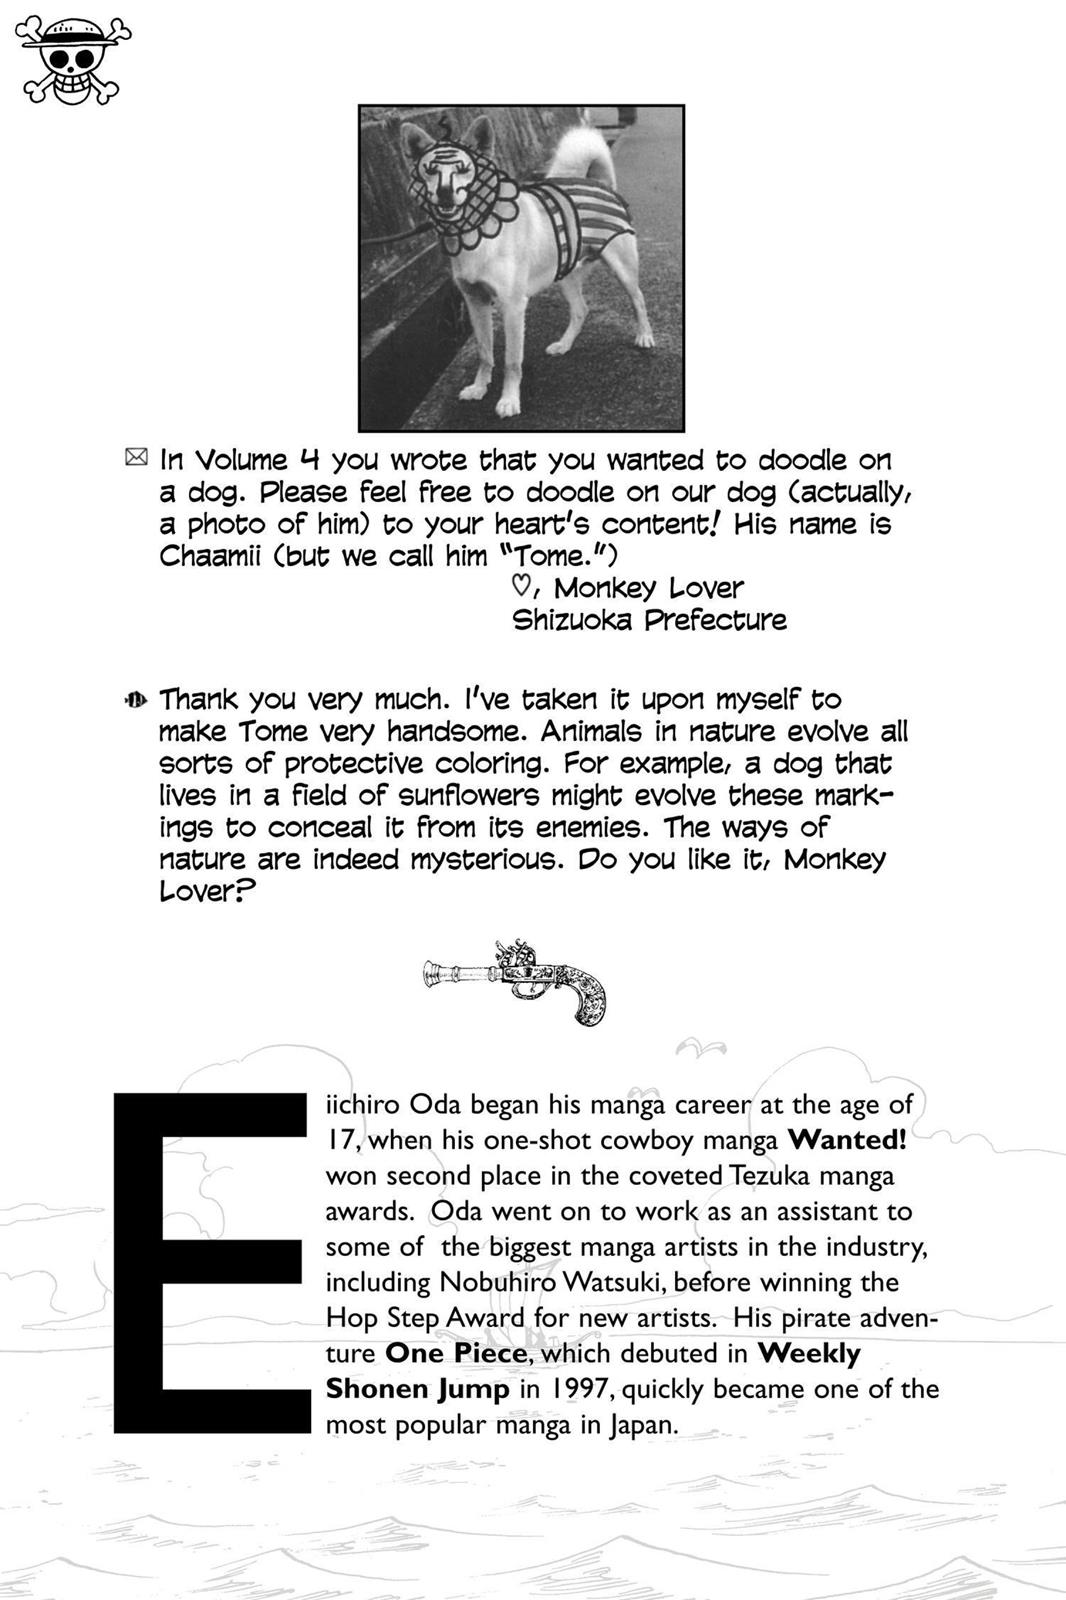 In Volume 4 you wrote that you wanted to doodle on
a dog. Please feel free to doodle on our dog (actually,
a photo of him) to your heart's content! His name is
Chaamii (but we call him "Tome.")
♡, Monkey Lover
Shizuoka Prefecture
Thank you very much. I've taken it upon myself to
make Tome very handsome. Animals in nature evolve all
sorts of protective coloring. For example, a dog that
lives in a field of sunflowers might evolve these mark-
ings to conceal it from its enemies. The ways of
nature are indeed mysterious. Do you like it, Monkey
Lover?
Eiichiro Oda began his manga career at the age of
17, when his one-shot cowboy manga Wanted!
won second place in the coveted Tezuka manga
awards. Oda went on to work as an assistant to
some of the biggest manga artists in the industry,
including Nobuhiro Watsuki, before winning the
Hop Step Award for new artists. His pirate adven-
ture One Piece, which debuted in Weekly
Shonen Jump in 1997, quickly became one of the
most popular manga in Japan.